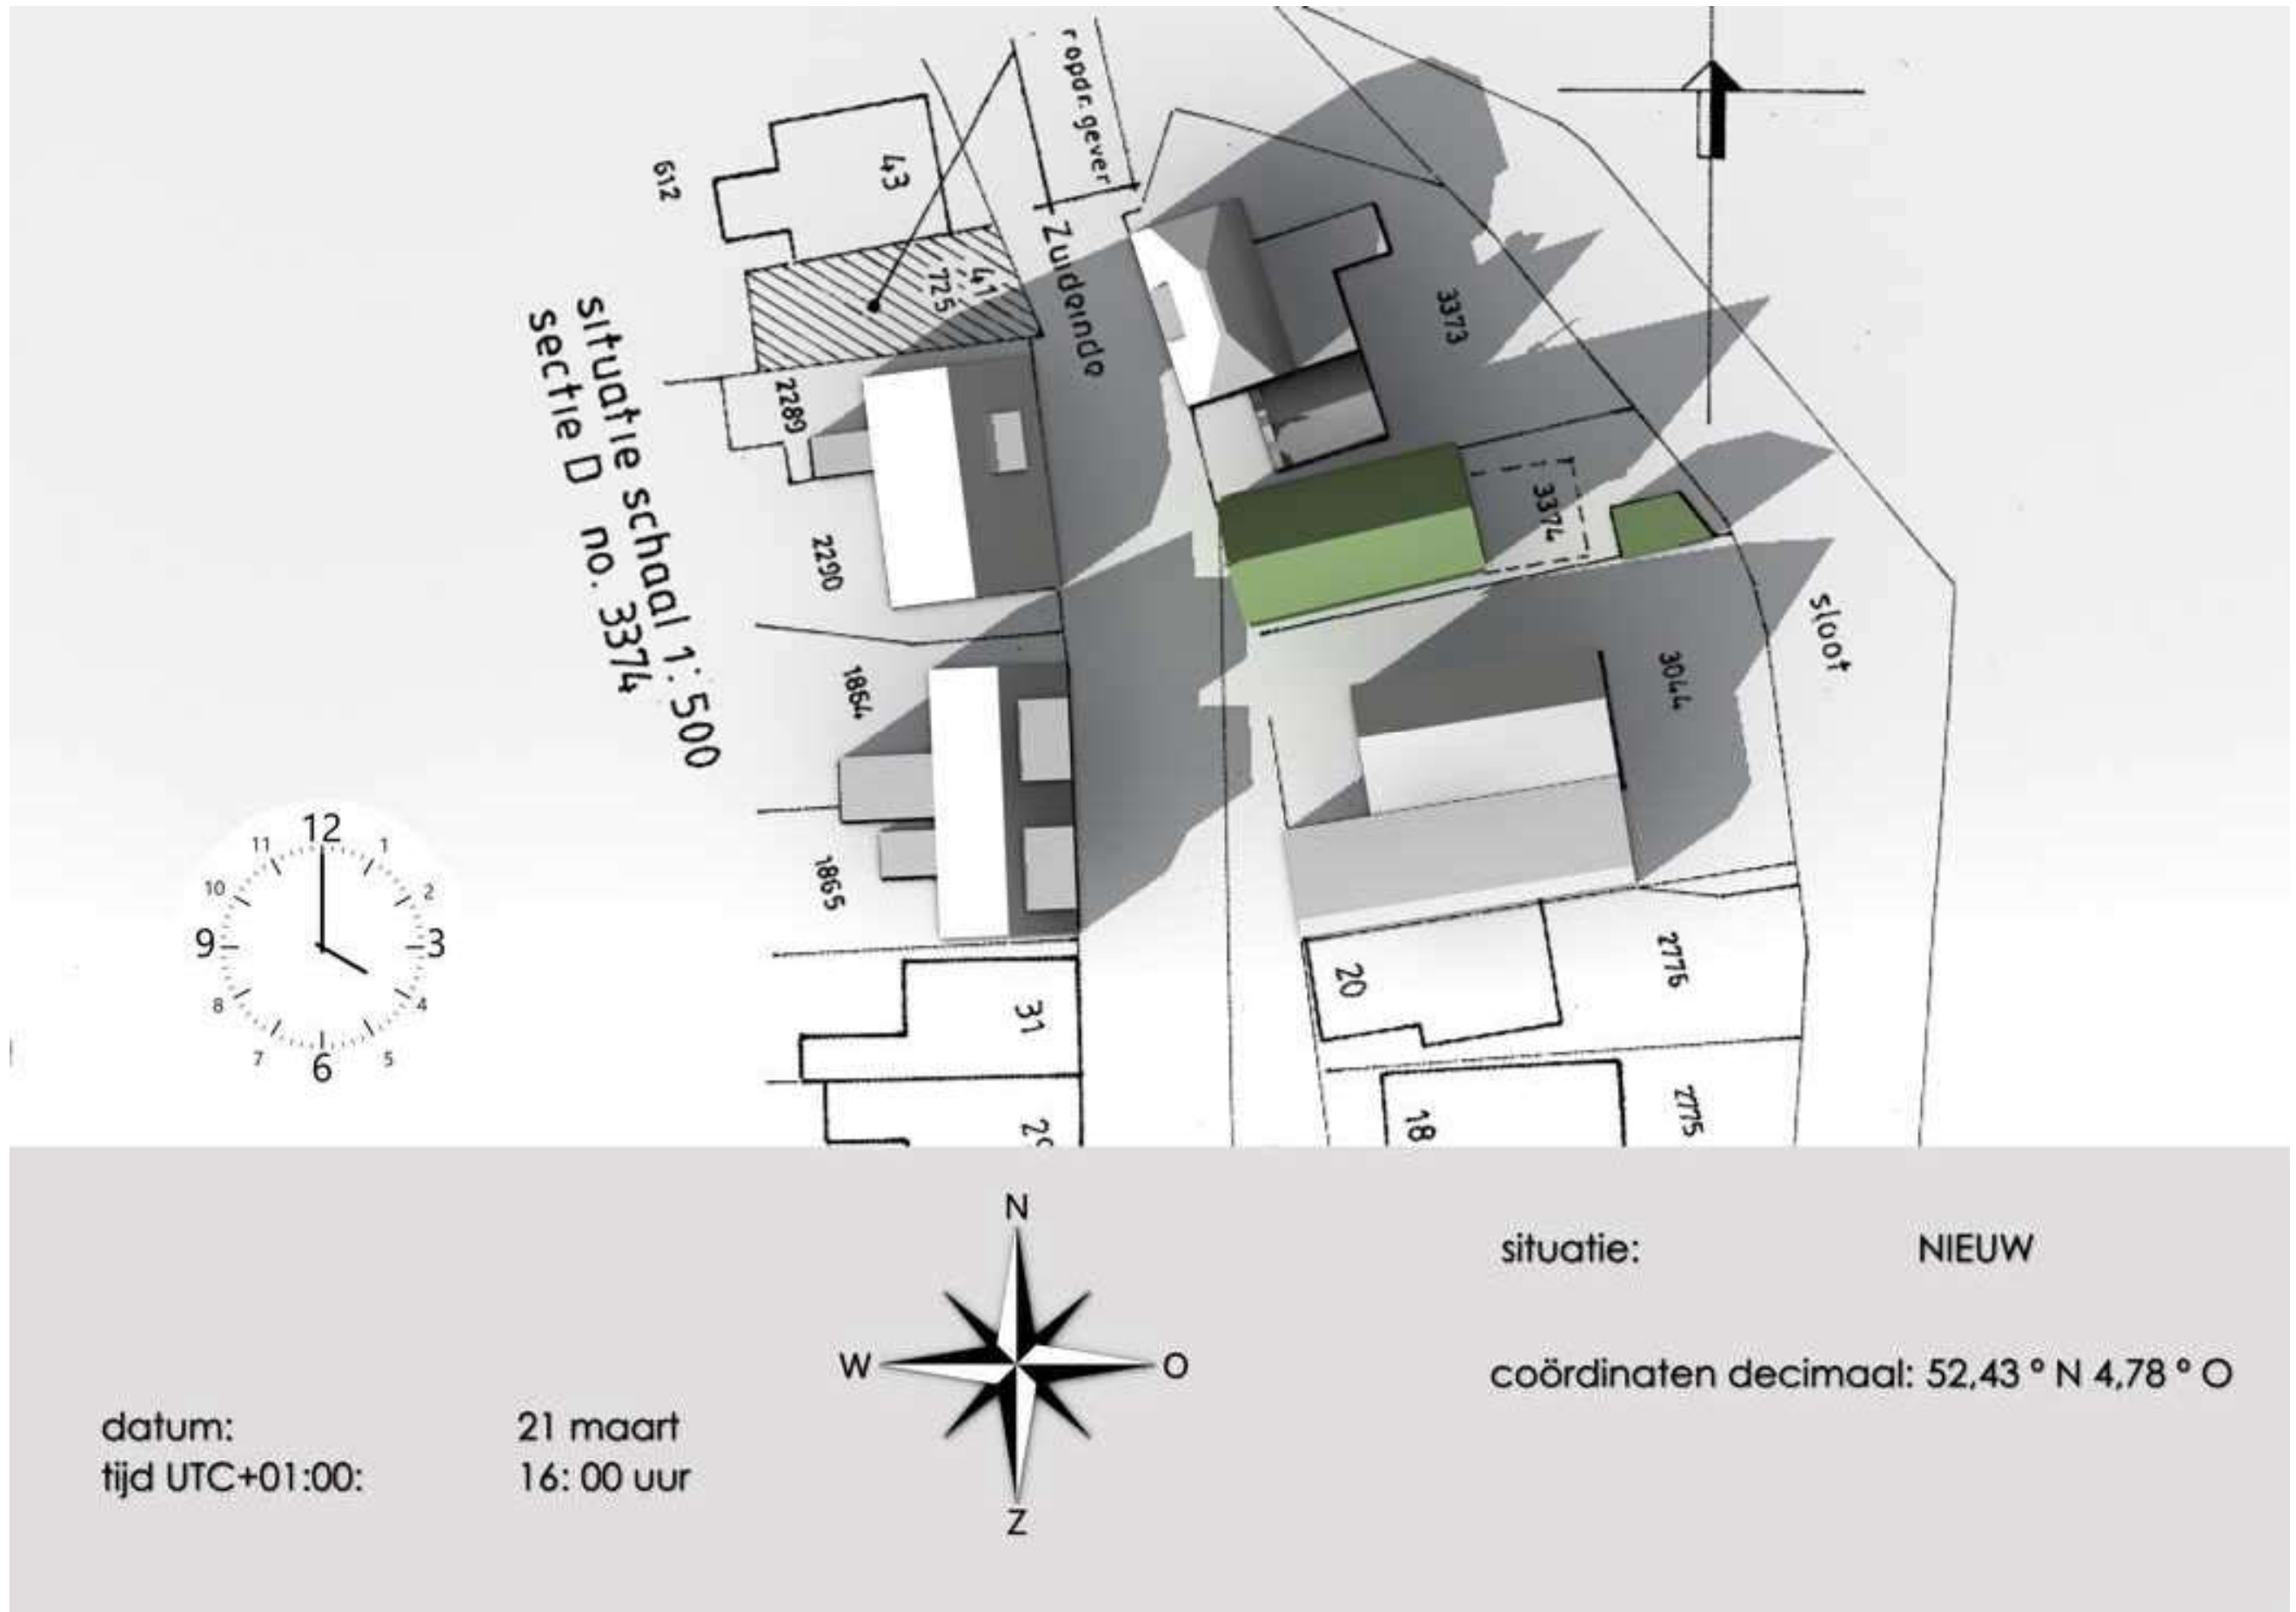 r opdr. gever
43
612
Zuideinde
41
725
3373
situatie schaal 1:500
sectie D no. 3374
2289
3374
2290
sloot
1864
3044
1865
12
11
1
10
2
9
3
8
4
7
5
6
31
20
2776
18
2775
N
W
O
Z
situatie: NIEUW
coördinaten decimaal: 52,43 º N 4,78 º O
datum: 21 maart
tijd UTC+01:00: 16: 00 uur